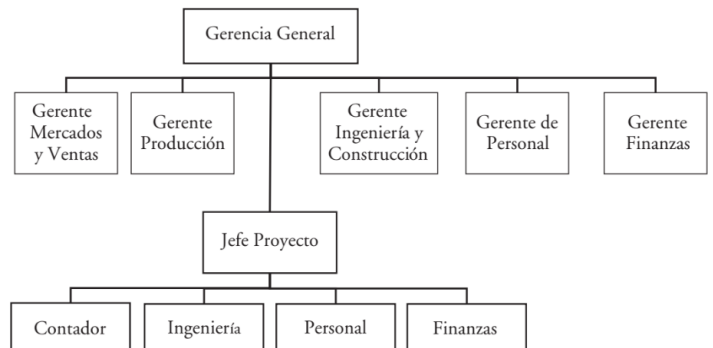 Gerencia General
Gerente
Mercados
y Ventas
Gerente
Producción
Gerente
Ingeniería y
Construcción
Gerente de
Personal
Gerente
Finanzas
Jefe Proyecto
Contador
Ingeniería
Personal
Finanzas